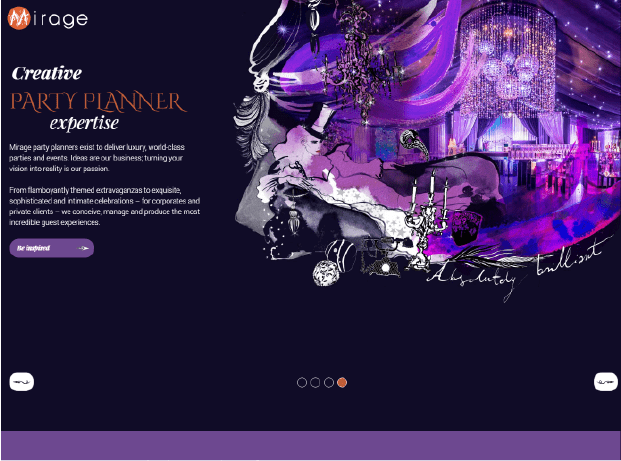 Mirage
Creative
PARTY PLANNER
expertise
Mirage party planners exist to deliver luxury, world-class
parties and events. Ideas are our business; turning your
vision into reality is our passion.
From flamboyantly themed extravaganzas to exquisite,
sophisticated and intimate celebrations – for corporates and
private clients – we conceive, manage and produce the most
incredible guest experiences.
Be inspired
Absolutely brilliant